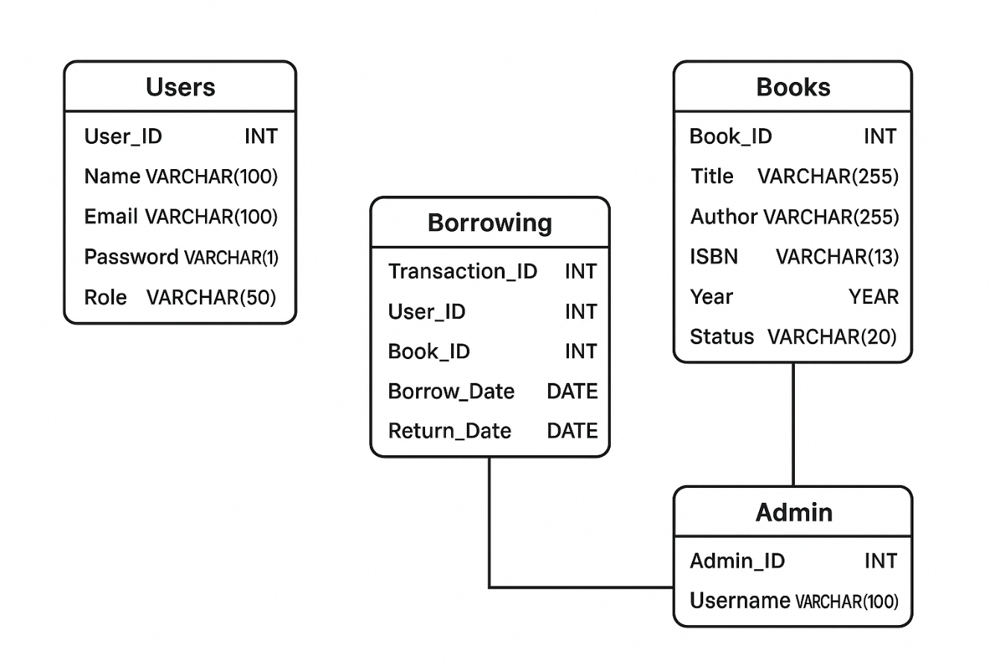 Users
User_ID INT
Name VARCHAR(100)
Email VARCHAR(100)
Password VARCHAR(1)
Role VARCHAR(50)
Borrowing
Transaction_ID INT
User_ID INT
Book_ID INT
Borrow_Date DATE
Return_Date DATE
Books
Book_ID INT
Title VARCHAR(255)
Author VARCHAR(255)
ISBN VARCHAR(13)
Year YEAR
Status VARCHAR(20)
Admin
Admin_ID INT
Username VARCHAR(100)